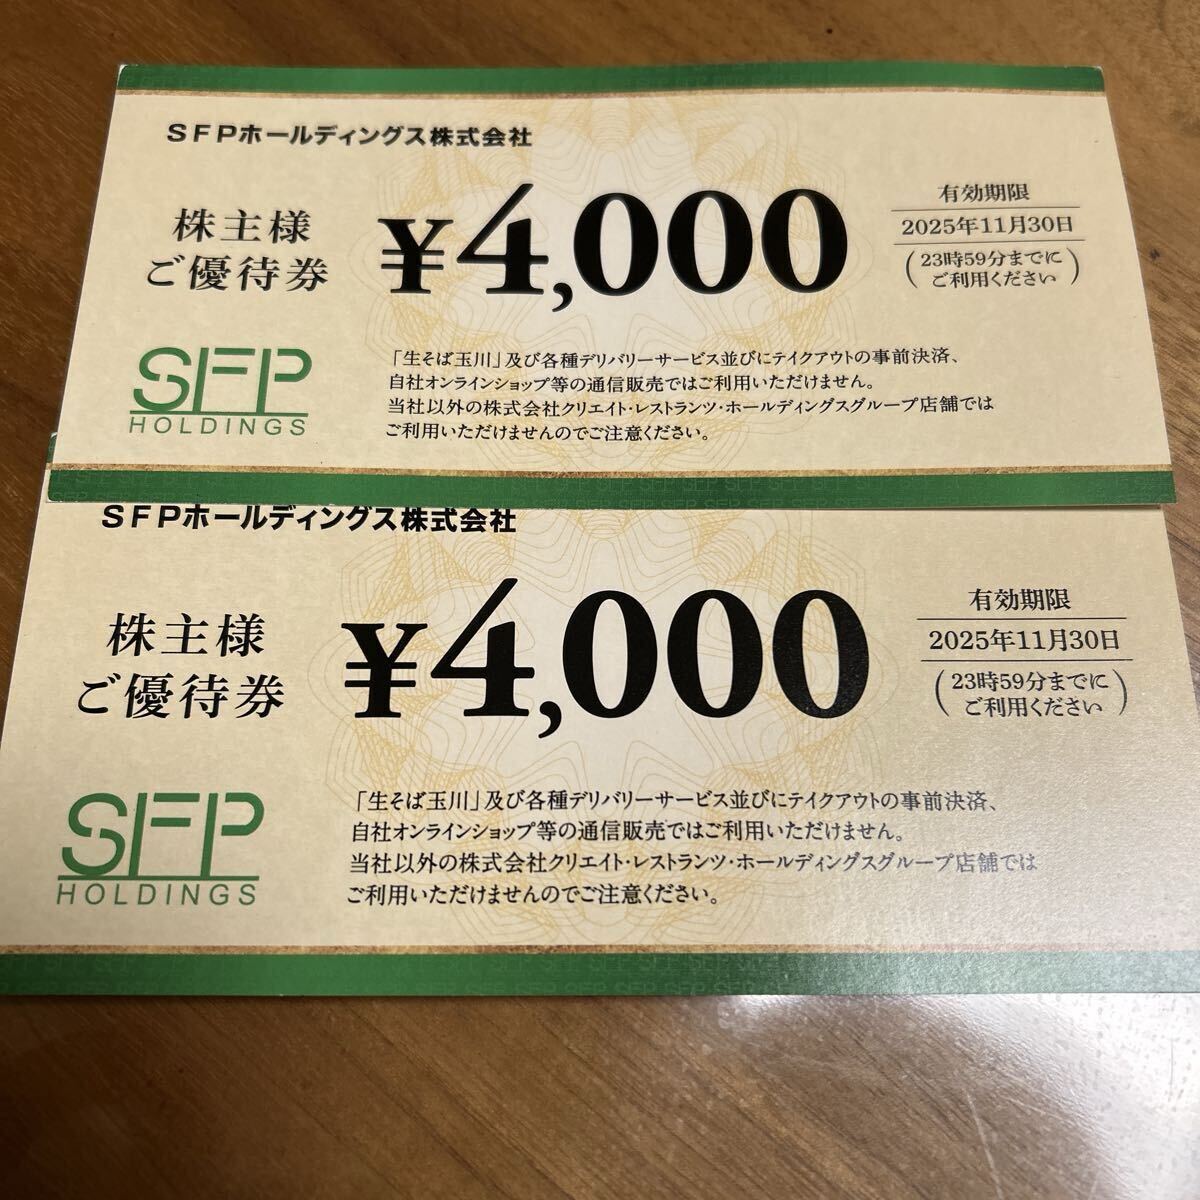 SFPホールディングス株式会社
株主様
ご優待券
¥4,000
有効期限
2025年11月30日
(23時59分までに
ご利用ください)
「生そば玉川」及び各種デリバリーサービス並びにテイクアウトの事前決済、
自社オンラインショップ等の通信販売ではご利用いただけません。
当社以外の株式会社クリエイト・レストランツ・ホールディングスグループ店舗では
ご利用いただけませんのでご注意ください。
SFP
HOLDINGS
SFPホールディングス株式会社
株主様
ご優待券
¥4,000
有効期限
2025年11月30日
(23時59分までに
ご利用ください)
「生そば玉川」及び各種デリバリーサービス並びにテイクアウトの事前決済、
自社オンラインショップ等の通信販売ではご利用いただけません。
当社以外の株式会社クリエイト・レストランツ・ホールディングスグループ店舗では
ご利用いただけませんのでご注意ください。
SFP
HOLDINGS